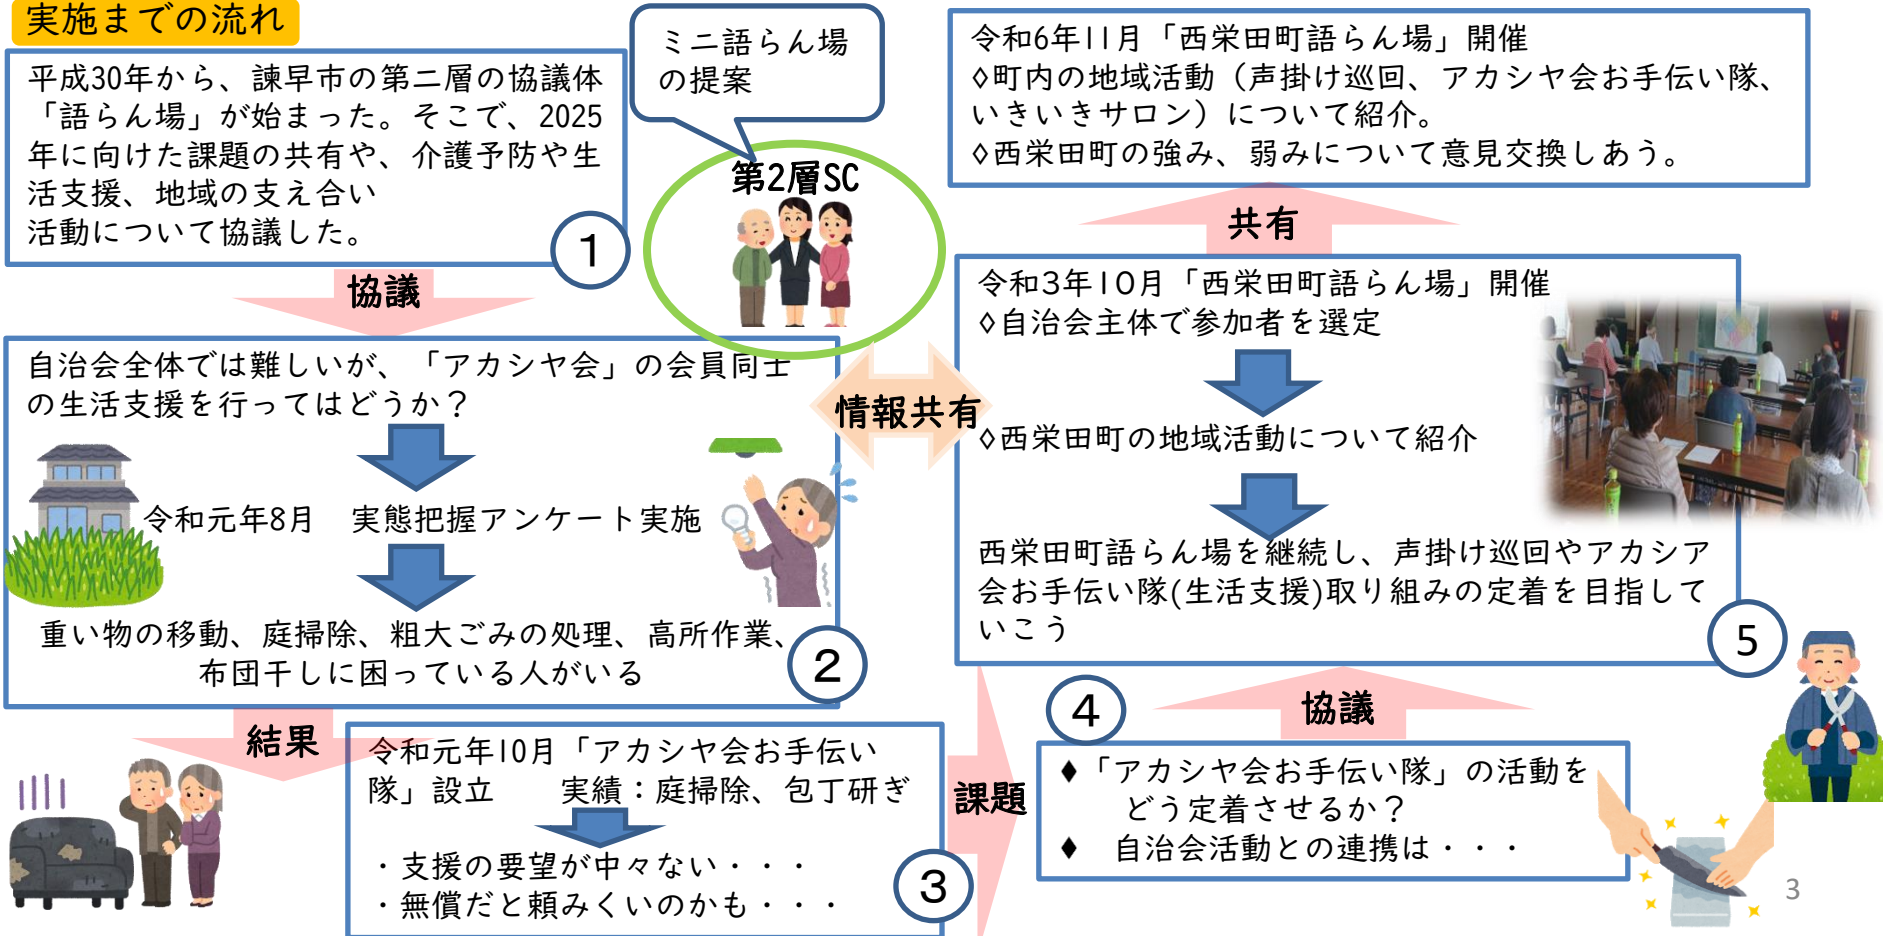 実施までの流れ
平成30年から、諫早市の第二層の協議体
「語らん場」が始まった。そこで、2025
年に向けた課題の共有や、介護予防や生
活支援、地域の支え合い
活動について協議した。
1
ミニ語らん場
の提案
第2層SC
協議
自治会全体では難しいが、「アカシヤ会」の会員同士
の生活支援を行ってはどうか？
令和元年8月　実態把握アンケート実施
重い物の移動、庭掃除、粗大ごみの処理、高所作業、
布団干しに困っている人がいる
2
結果
令和元年10月「アカシヤ会お手伝い
隊」設立　　実績：庭掃除、包丁研ぎ
・支援の要望が中々ない・・・
・無償だと頼みくいのかも・・・
3
課題
4
♦「アカシヤ会お手伝い隊」の活動を
どう定着させるか？
♦　自治会活動との連携は・・・
協議
情報共有
令和3年10月「西栄田町語らん場」開催
◊自治会主体で参加者を選定
◊西栄田町の地域活動について紹介
西栄田町語らん場を継続し、声掛け巡回やアカシア
会お手伝い隊(生活支援)取り組みの定着を目指して
いこう
5
共有
令和6年11月「西栄田町語らん場」開催
◊町内の地域活動（声掛け巡回、アカシヤ会お手伝い隊、
いきいきサロン）について紹介。
◊西栄田町の強み、弱みについて意見交換しあう。
3